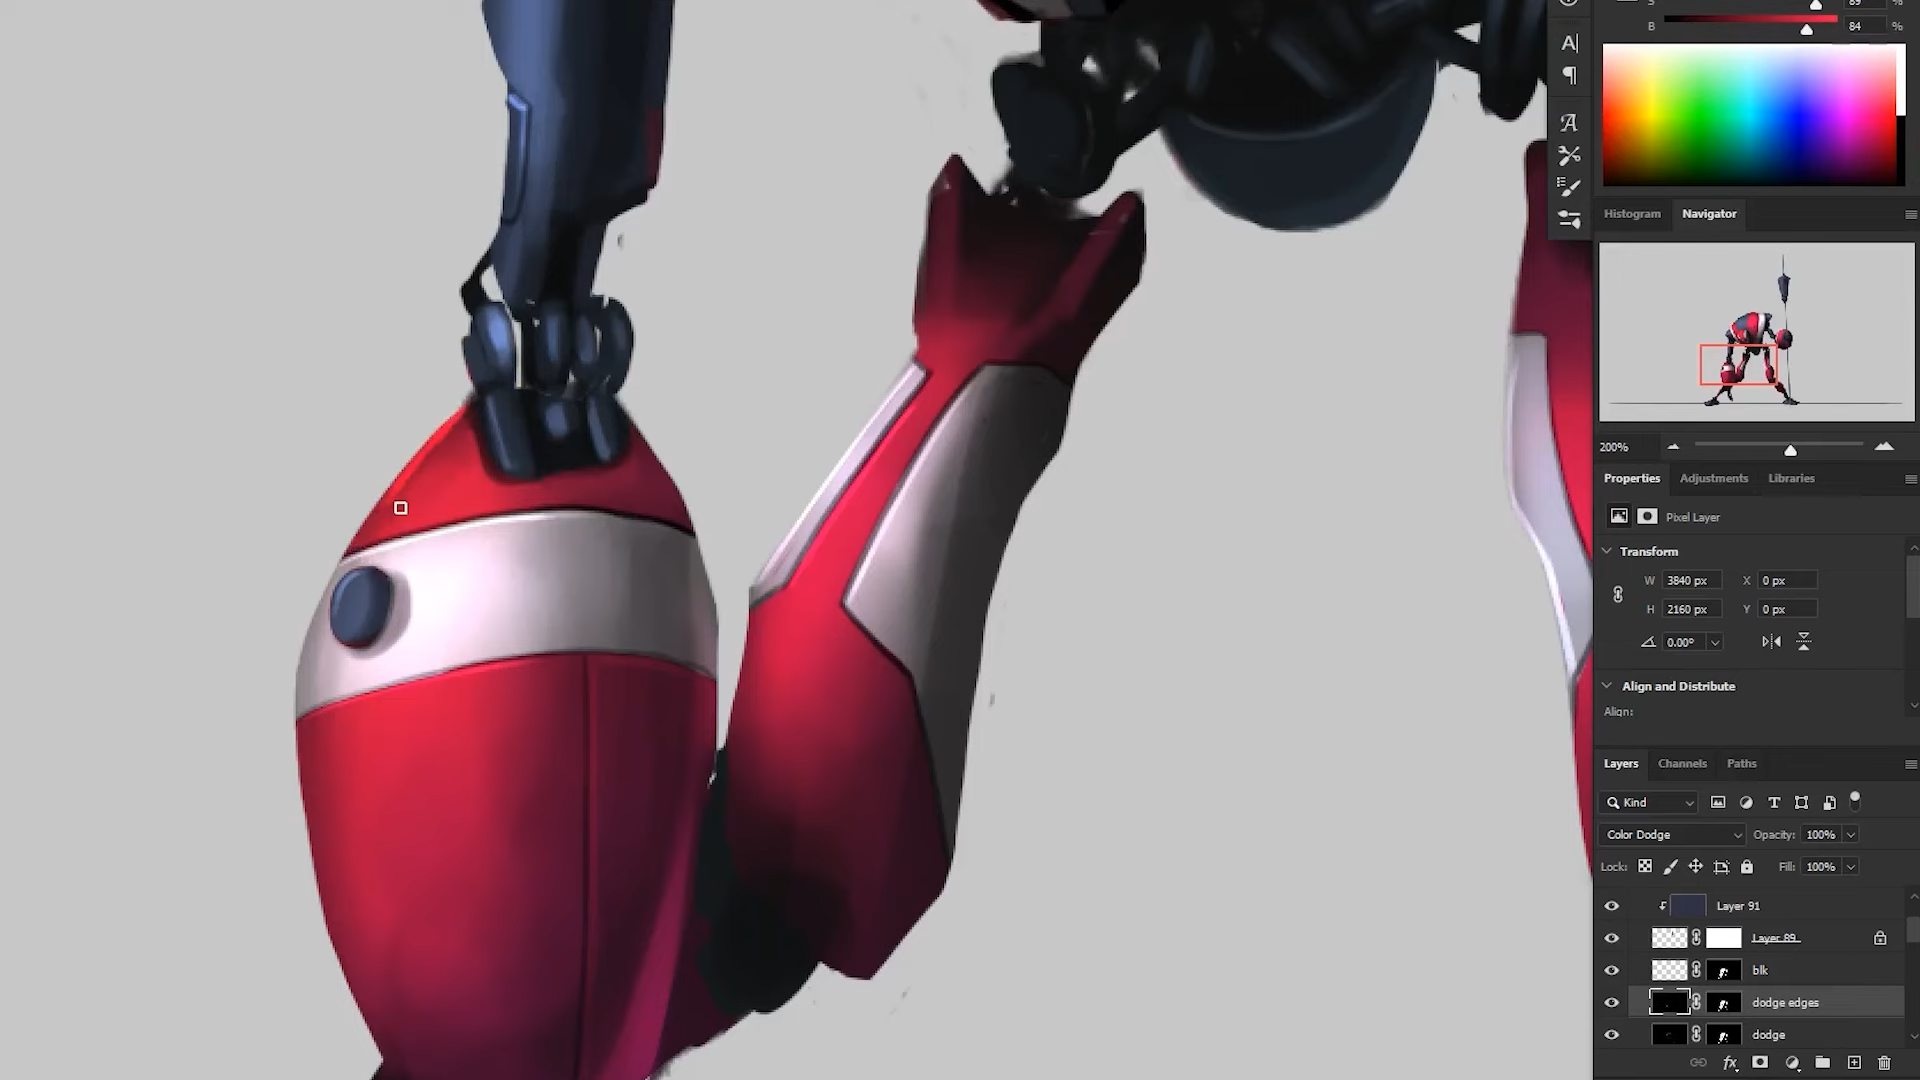 S 89 %
B 84 %
Histogram Navigator
200%
Properties Adjustments Libraries
Pixel Layer
Transform
W 3840 px X 0 px
H 2160 px Y 0 px
0.00°
Align and Distribute
Align:
Layers Channels Paths
Kind
Color Dodge Opacity: 100%
Lock: Fill: 100%
Layer 91
Layer 89
blk
dodge edges
dodge
fx